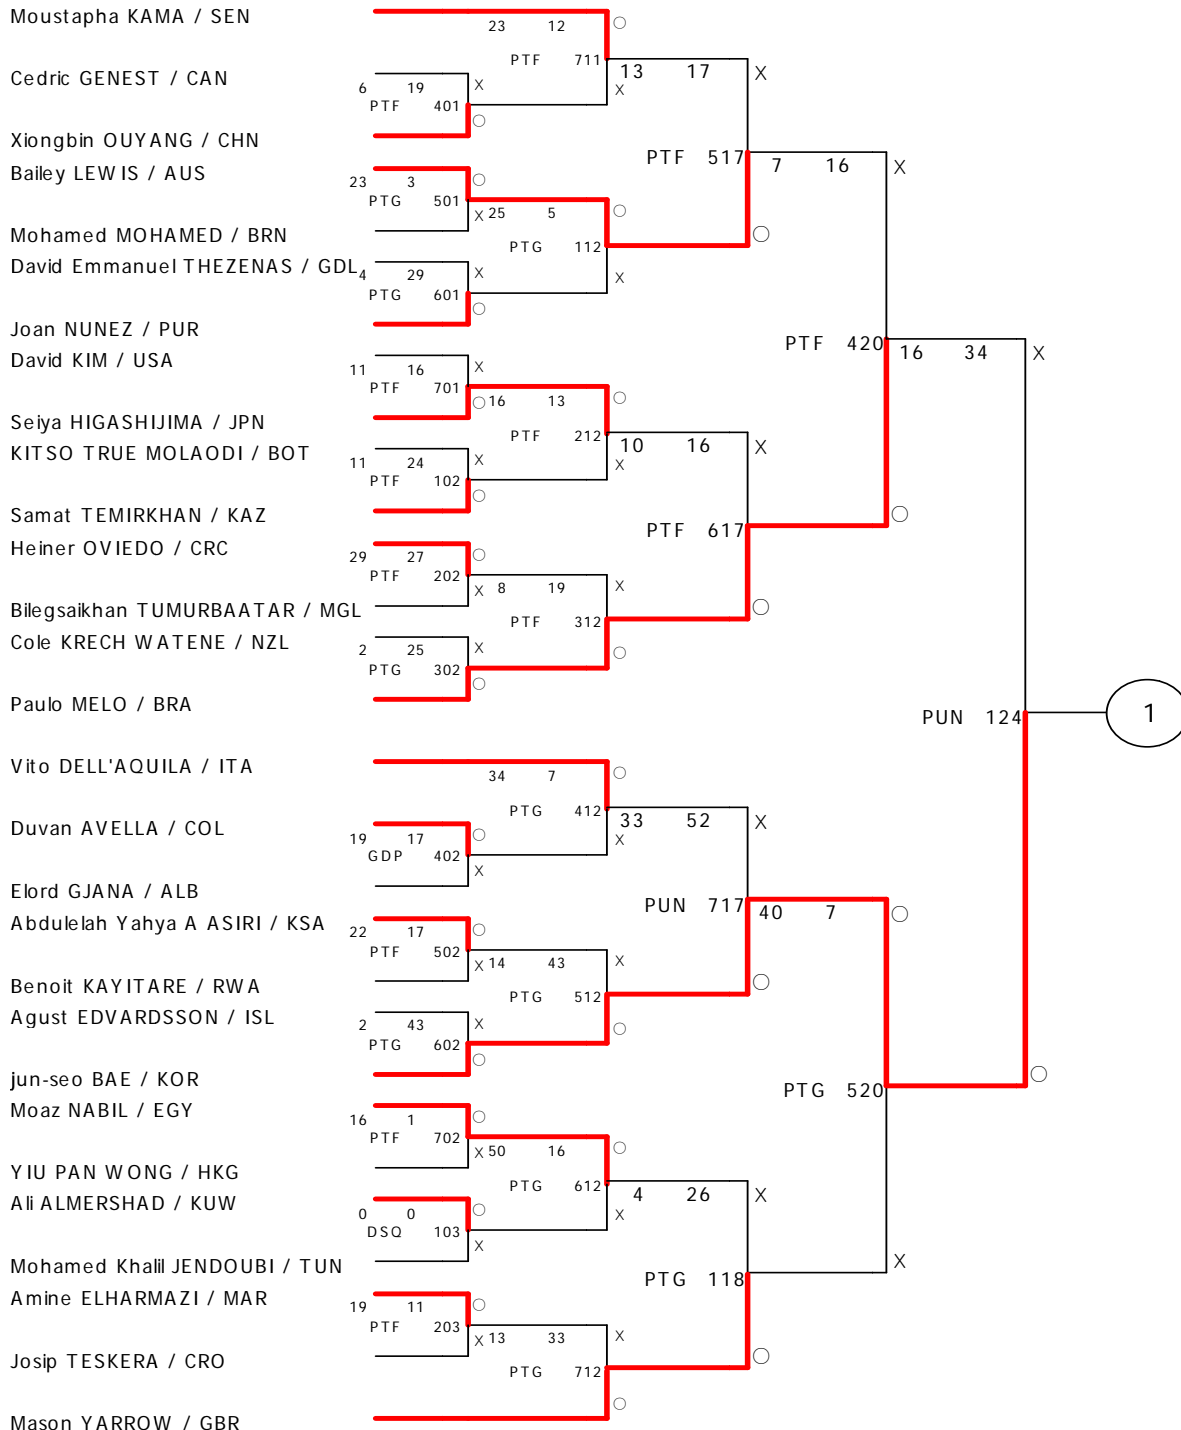 Moustapha KAMA / SEN
23 12
PTF 711
13 17 X
Cedric GENEST / CAN
6 19 X
PTF 401
X
Xiongbin OUYANG / CHN
PTF 517
7 16 X
Bailey LEWIS / AUS
23 3
PTG 501
X 25 5
Mohamed MOHAMED / BRN
PTG 112
David Emmanuel THEZENAS / GDL
4 29 X
PTG 601
X
Joan NUNEZ / PUR
PTF 420
16 34 X
David KIM / USA
11 16 X
PTF 701
16 13
Seiya HIGASHIJIMA / JPN
PTF 212
10 16 X
KITSO TRUE MOLAODI / BOT
11 24 X
PTF 102
X
Samat TEMIRKHAN / KAZ
PTF 617
Heiner OVIEDO / CRC
29 27
PTF 202
X 8 19 X
Bilegsaikhan TUMURBAATAR / MGL
PTF 312
Cole KRECH WATENE / NZL
2 25 X
PTG 302
Paulo MELO / BRA
PUN 124
1
Vito DELL'AQUILA / ITA
34 7
PTG 412
33 52 X
Duvan AVELLA / COL
19 17
GDP 402
X
X
Elord GJANA / ALB
PUN 717
40 7
Abdulelah Yahya A ASIRI / KSA
22 17
PTF 502
X 14 43 X
Benoit KAYITARE / RWA
PTG 512
Agust EDVARDSSON / ISL
2 43 X
PTG 602
jun-seo BAE / KOR
PTG 520
Moaz NABIL / EGY
16 1
PTF 702
X 50 16
YIU PAN WONG / HKG
PTG 612
4 26 X
Ali ALMERSHAD / KUW
0 0
DSQ 103
X
X
Mohamed Khalil JENDOUBI / TUN
PTG 118
X
Amine ELHARMAZI / MAR
19 11
PTF 203
X 13 33 X
Josip TESKERA / CRO
PTG 712
Mason YARROW / GBR